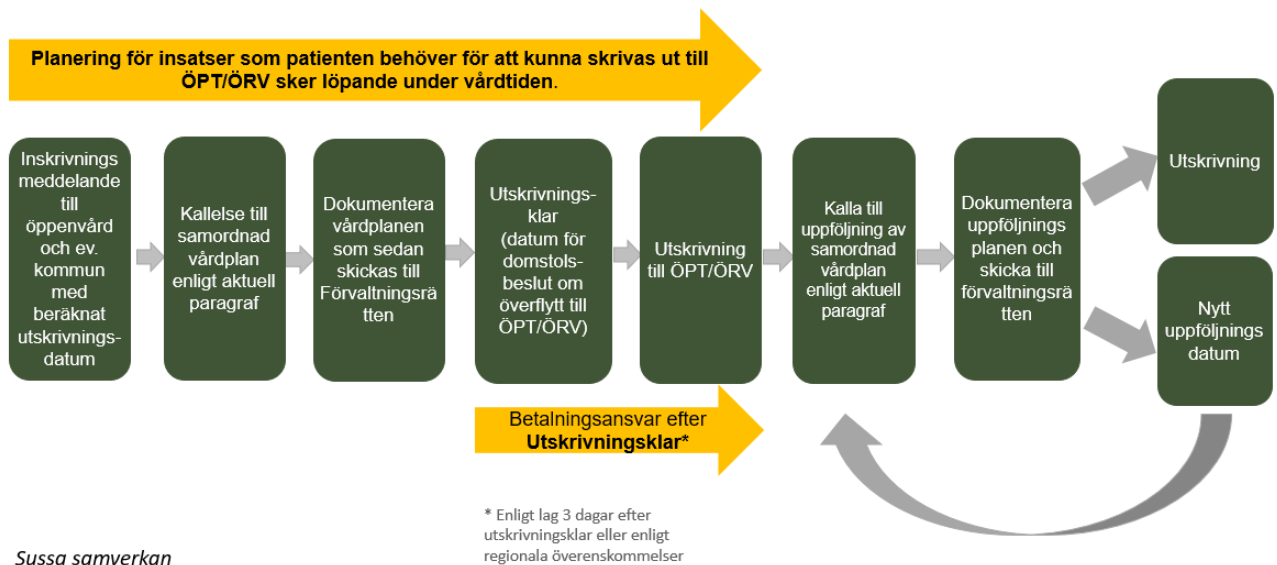 Planering för insatser som patienten behöver för att kunna skrivas ut till
ÖPT/ÖRV sker löpande under vårdtiden.
Inskrivnings
meddelande
till
öppenvård
och ev.
kommun
med
beräknat
utskrivnings-
datum
Kallelse till
samordnad
vårdplan
enligt aktuell
paragraf
Dokumentera
vårdplanen
som sedan
skickas till
Förvaltningsrä
tten
Utskrivnings-
klar
(datum för
domstols-
beslut om
överflytt till
ÖPT/ÖRV)
Utskrivning
till ÖPT/ÖRV
Kalla till
uppföljning av
samordnad
vårdplan
enligt aktuell
paragraf
Dokumentera
uppföljnings
planen och
skicka till
förvaltningsrä
tten
Utskrivning
Nytt
uppföljnings
datum
Betalningsansvar efter
Utskrivningsklar*
* Enligt lag 3 dagar efter
utskrivningsklar eller enligt
regionala överenskommelser
Sussa samverkan